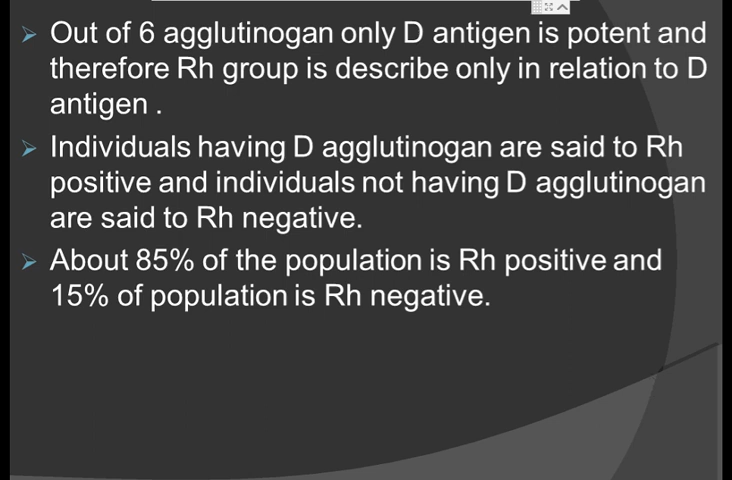 Out of 6 agglutinogan only D antigen is potent and
therefore Rh group is describe only in relation to D
antigen .
Individuals having D agglutinogan are said to Rh
positive and individuals not having D agglutinogan
are said to Rh negative.
About 85% of the population is Rh positive and
15% of population is Rh negative.